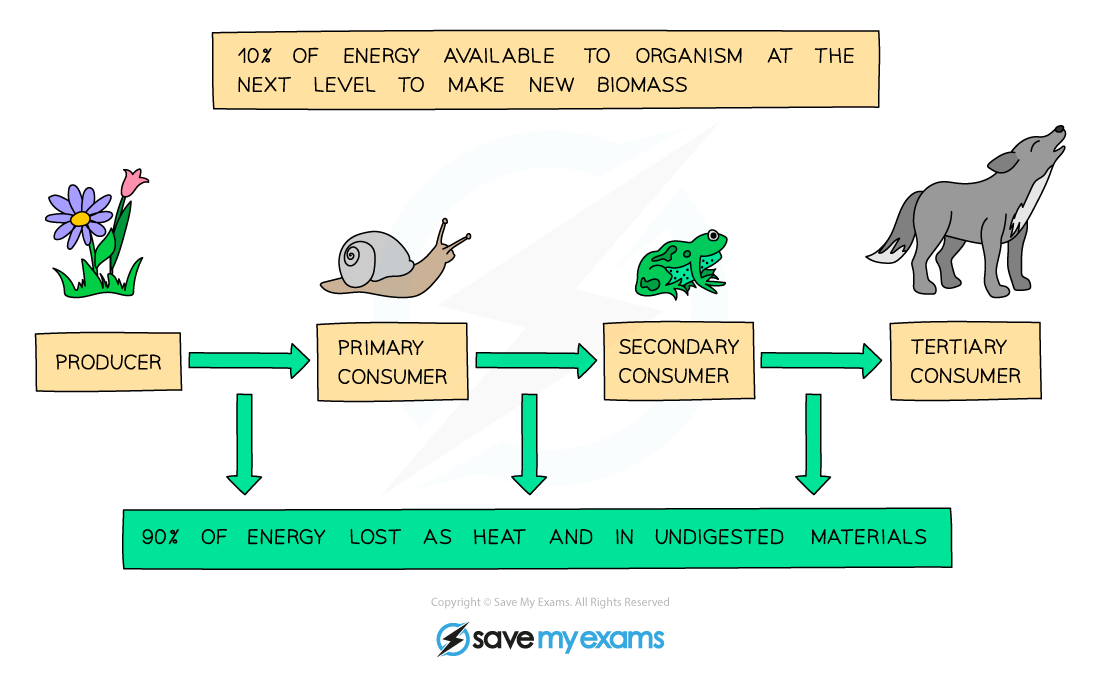 10% OF ENERGY AVAILABLE TO ORGANISM AT THE
NEXT LEVEL TO MAKE NEW BIOMASS
PRODUCER
PRIMARY
CONSUMER
SECONDARY
CONSUMER
TERTIARY
CONSUMER
90% OF ENERGY LOST AS HEAT AND IN UNDIGESTED MATERIALS
Copyright © Save My Exams. All Rights Reserved
save my exams